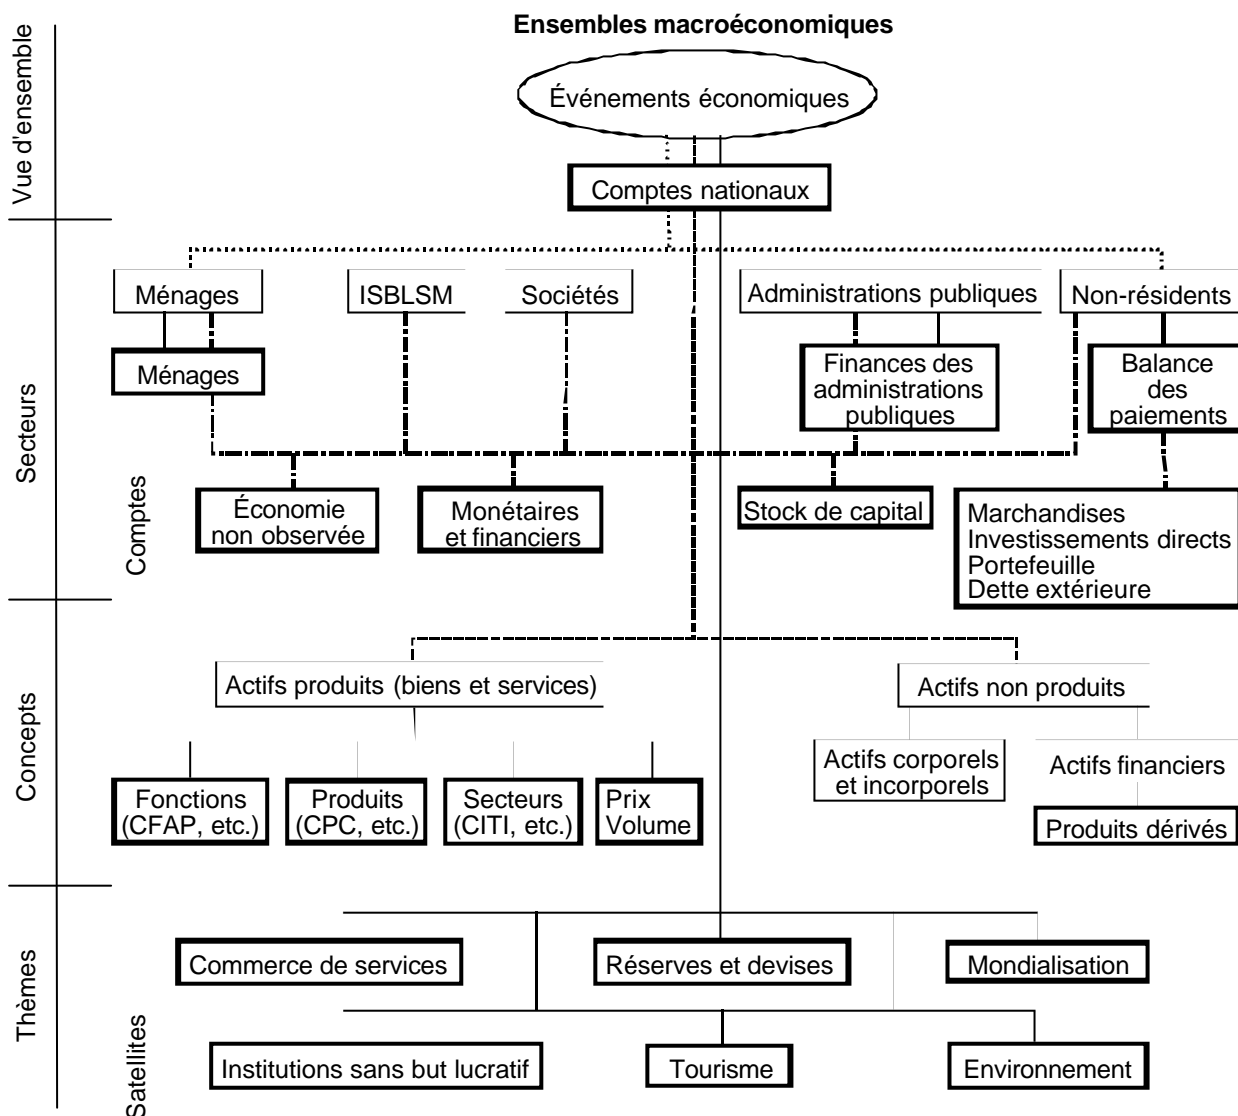 Ensembles macroéconomiques
Vue d'ensemble
Événements économiques
Comptes nationaux
Secteurs
Ménages
ISBLSM
Sociétés
Administrations publiques
Non-résidents
Ménages
Finances des
administrations
publiques
Balance
des
paiements
Comptes
Économie
non observée
Monétaires
et financiers
Stock de capital
Marchandises
Investissements directs
Portefeuille
Dette extérieure
Concepts
Actifs produits (biens et services)
Actifs non produits
Actifs corporels
et incorporels
Actifs financiers
Fonctions
(CFAP, etc.)
Produits
(CPC, etc.)
Secteurs
(CITI, etc.)
Prix
Volume
Produits dérivés
Thèmes
Commerce de services
Réserves et devises
Mondialisation
Satellites
Institutions sans but lucratif
Tourisme
Environnement